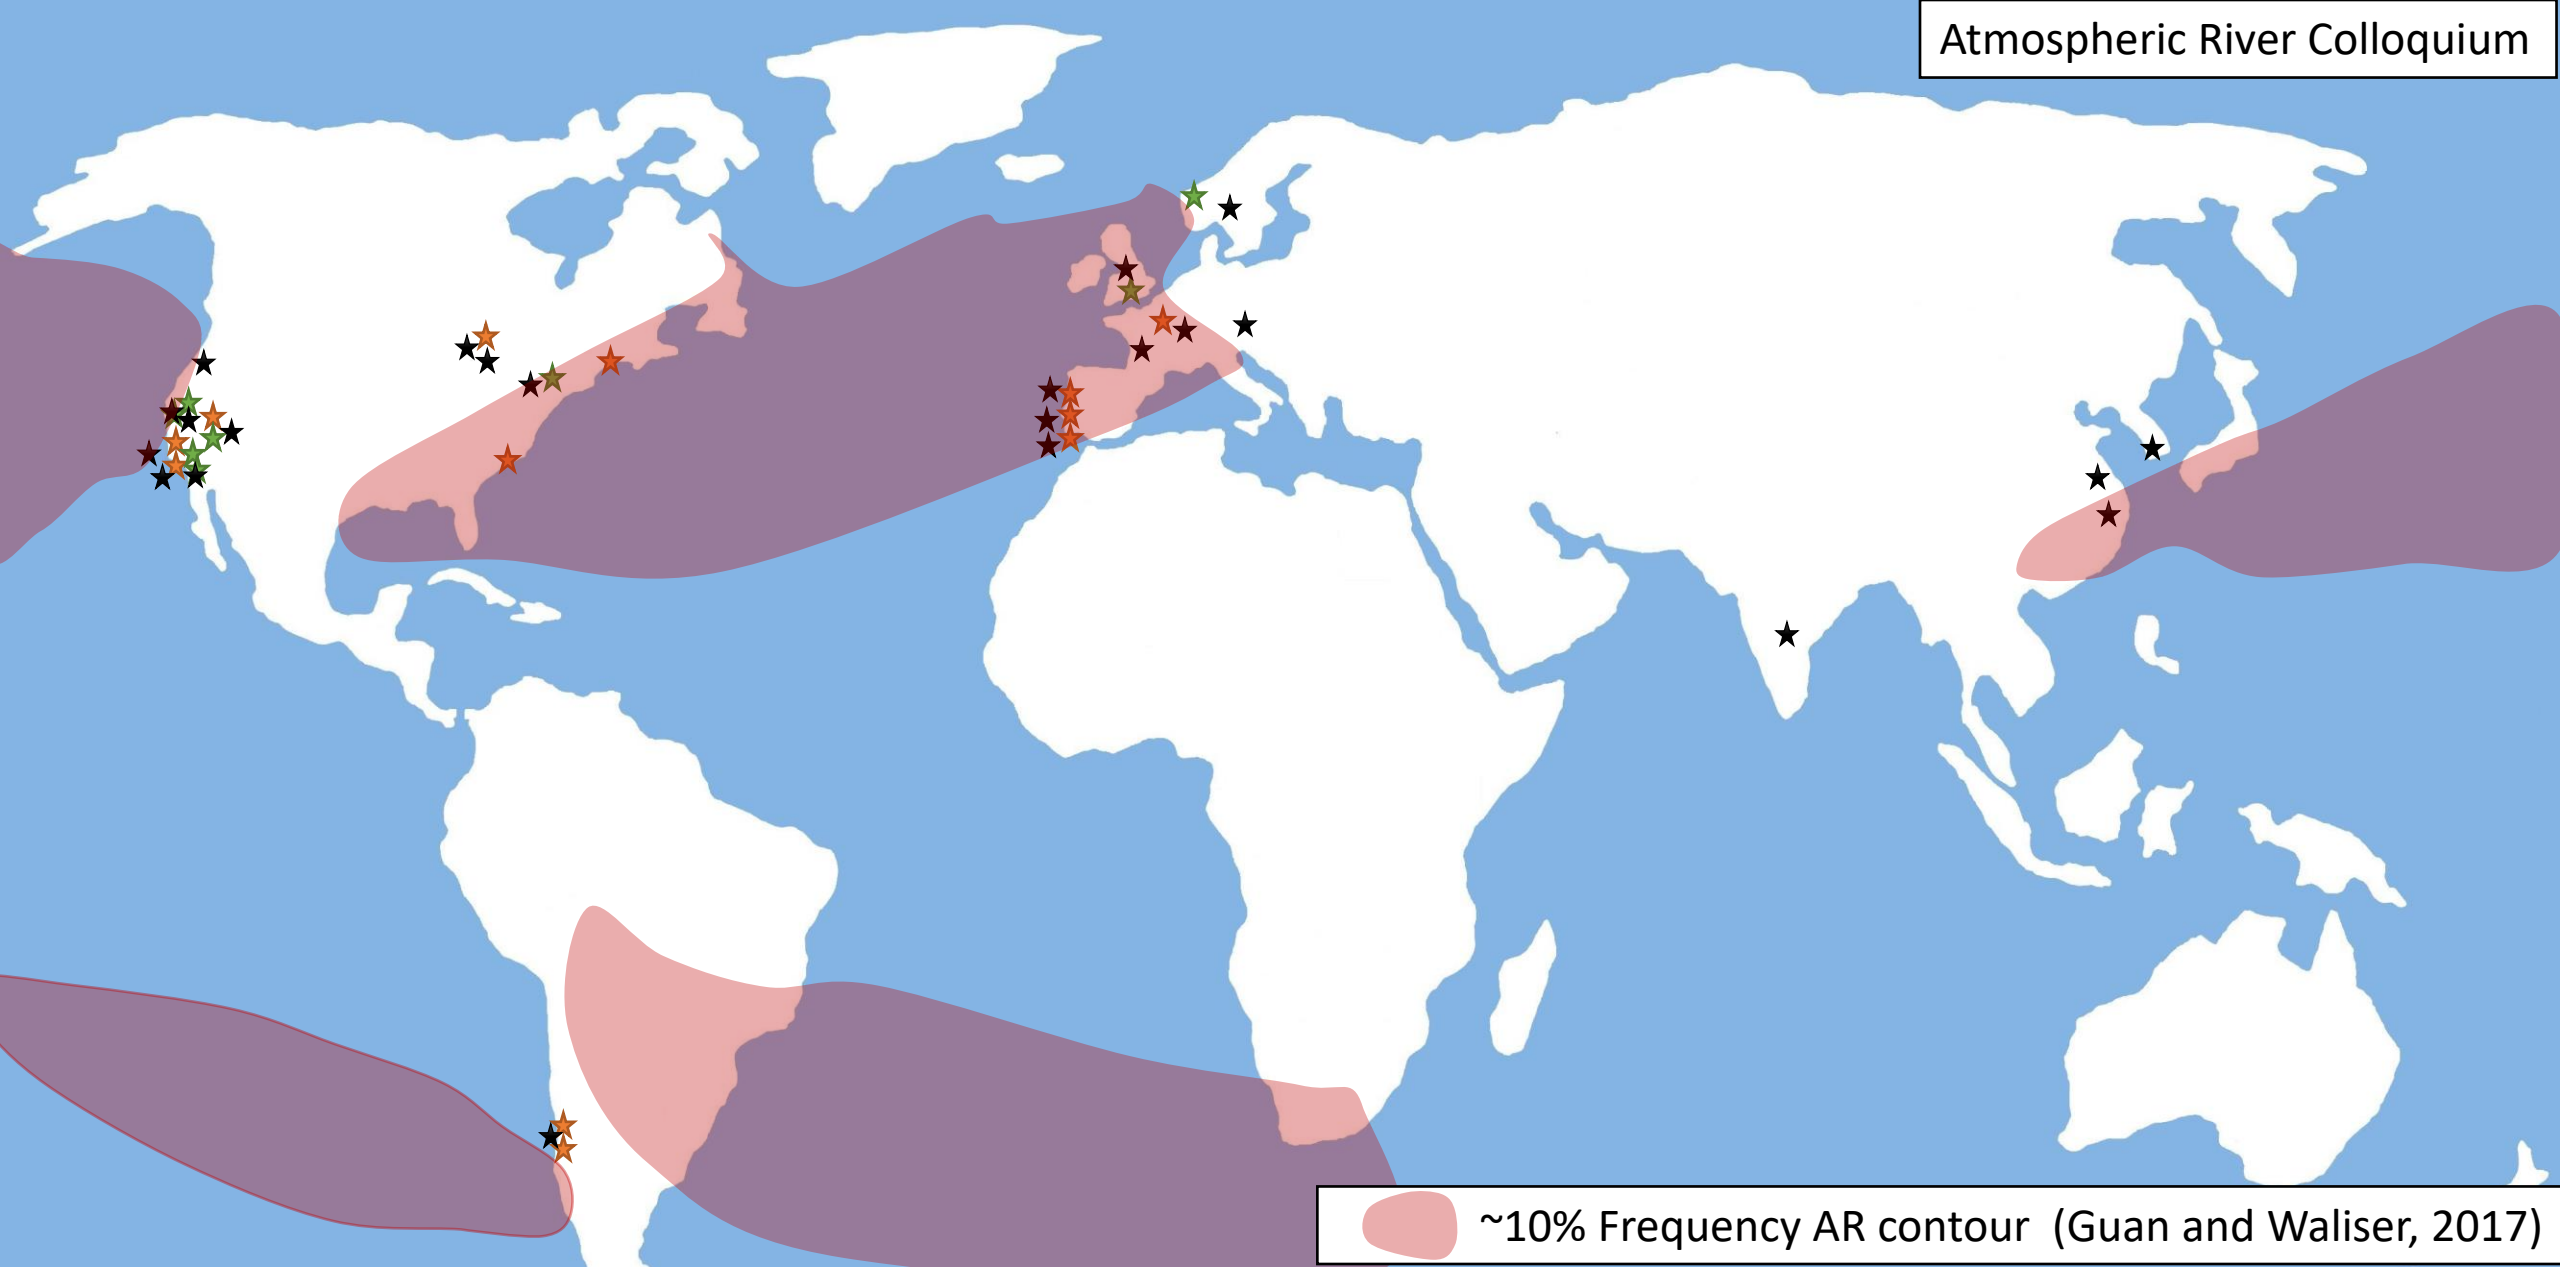 Atmospheric River Colloquium
~10% Frequency AR contour (Guan and Waliser, 2017)